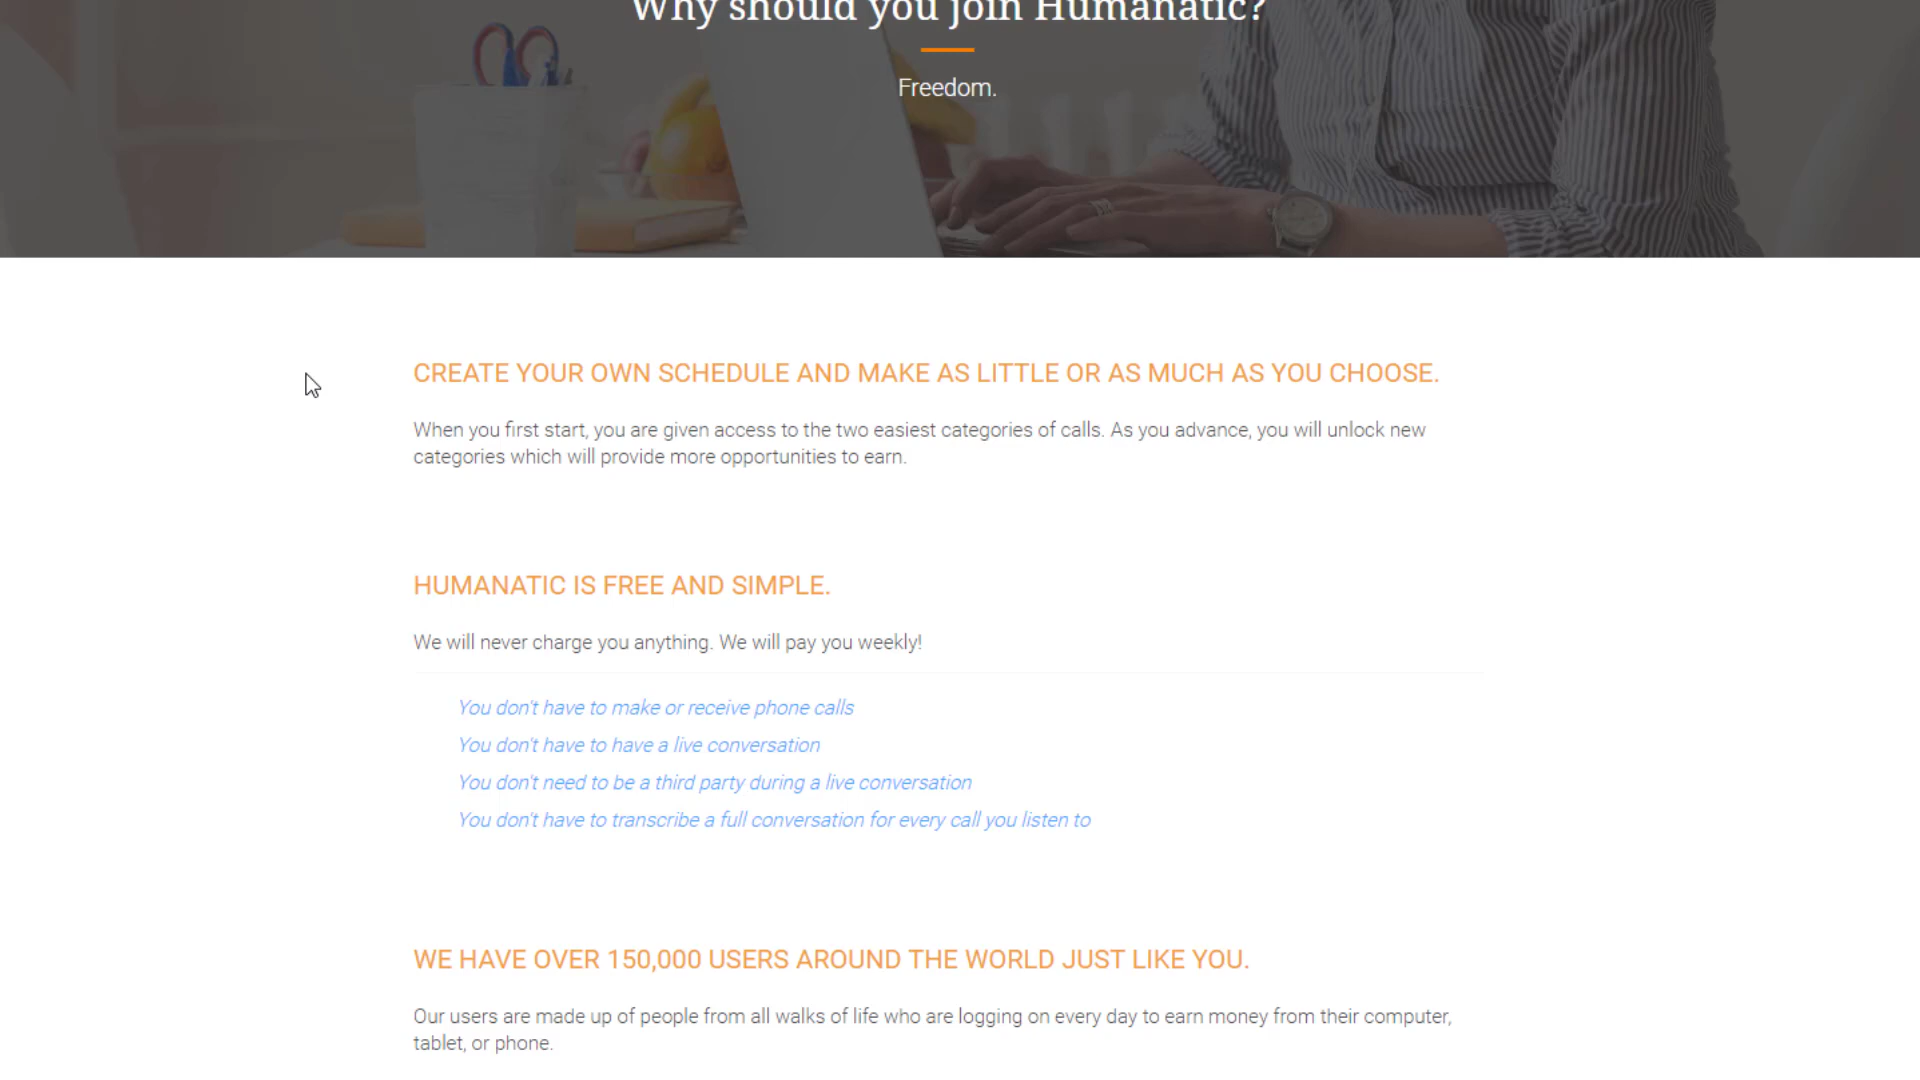 Why should you join Humanatic?
Freedom.
CREATE YOUR OWN SCHEDULE AND MAKE AS LITTLE OR AS MUCH AS YOU CHOOSE.
When you first start, you are given access to the two easiest categories of calls. As you advance, you will unlock new
categories which will provide more opportunities to earn.
HUMANATIC IS FREE AND SIMPLE.
We will never charge you anything. We will pay you weekly!
You don't have to make or receive phone calls
You don't have to have a live conversation
You don't need to be a third party during a live conversation
You don't have to transcribe a full conversation for every call you listen to
WE HAVE OVER 150,000 USERS AROUND THE WORLD JUST LIKE YOU.
Our users are made up of people from all walks of life who are logging on every day to earn money from their computer,
tablet, or phone.